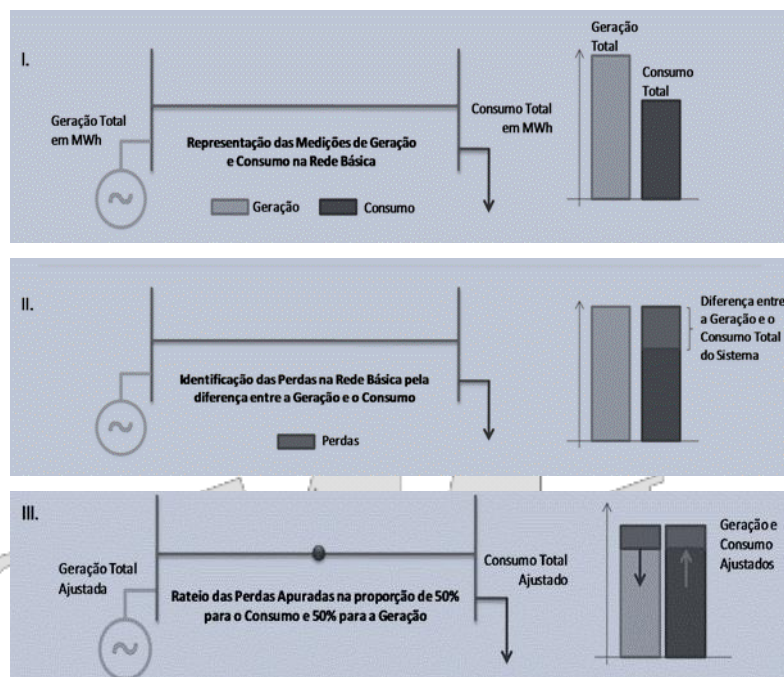 I.
Geração Total
em MWh
Representação das Medições de Geração
e Consumo na Rede Básica
Geração
Consumo
Consumo Total
em MWh
Geração
Total
Consumo
Total
II.
Identificação das Perdas na Rede Básica pela
diferença entre a Geração e o Consumo
Perdas
Diferença entre
a Geração e o
Consumo Total
do Sistema
III.
Geração Total
Ajustada
Rateio das Perdas Apuradas na proporção de 50%
para o Consumo e 50% para a Geração
Consumo Total
Ajustado
Geração e
Consumo
Ajustados